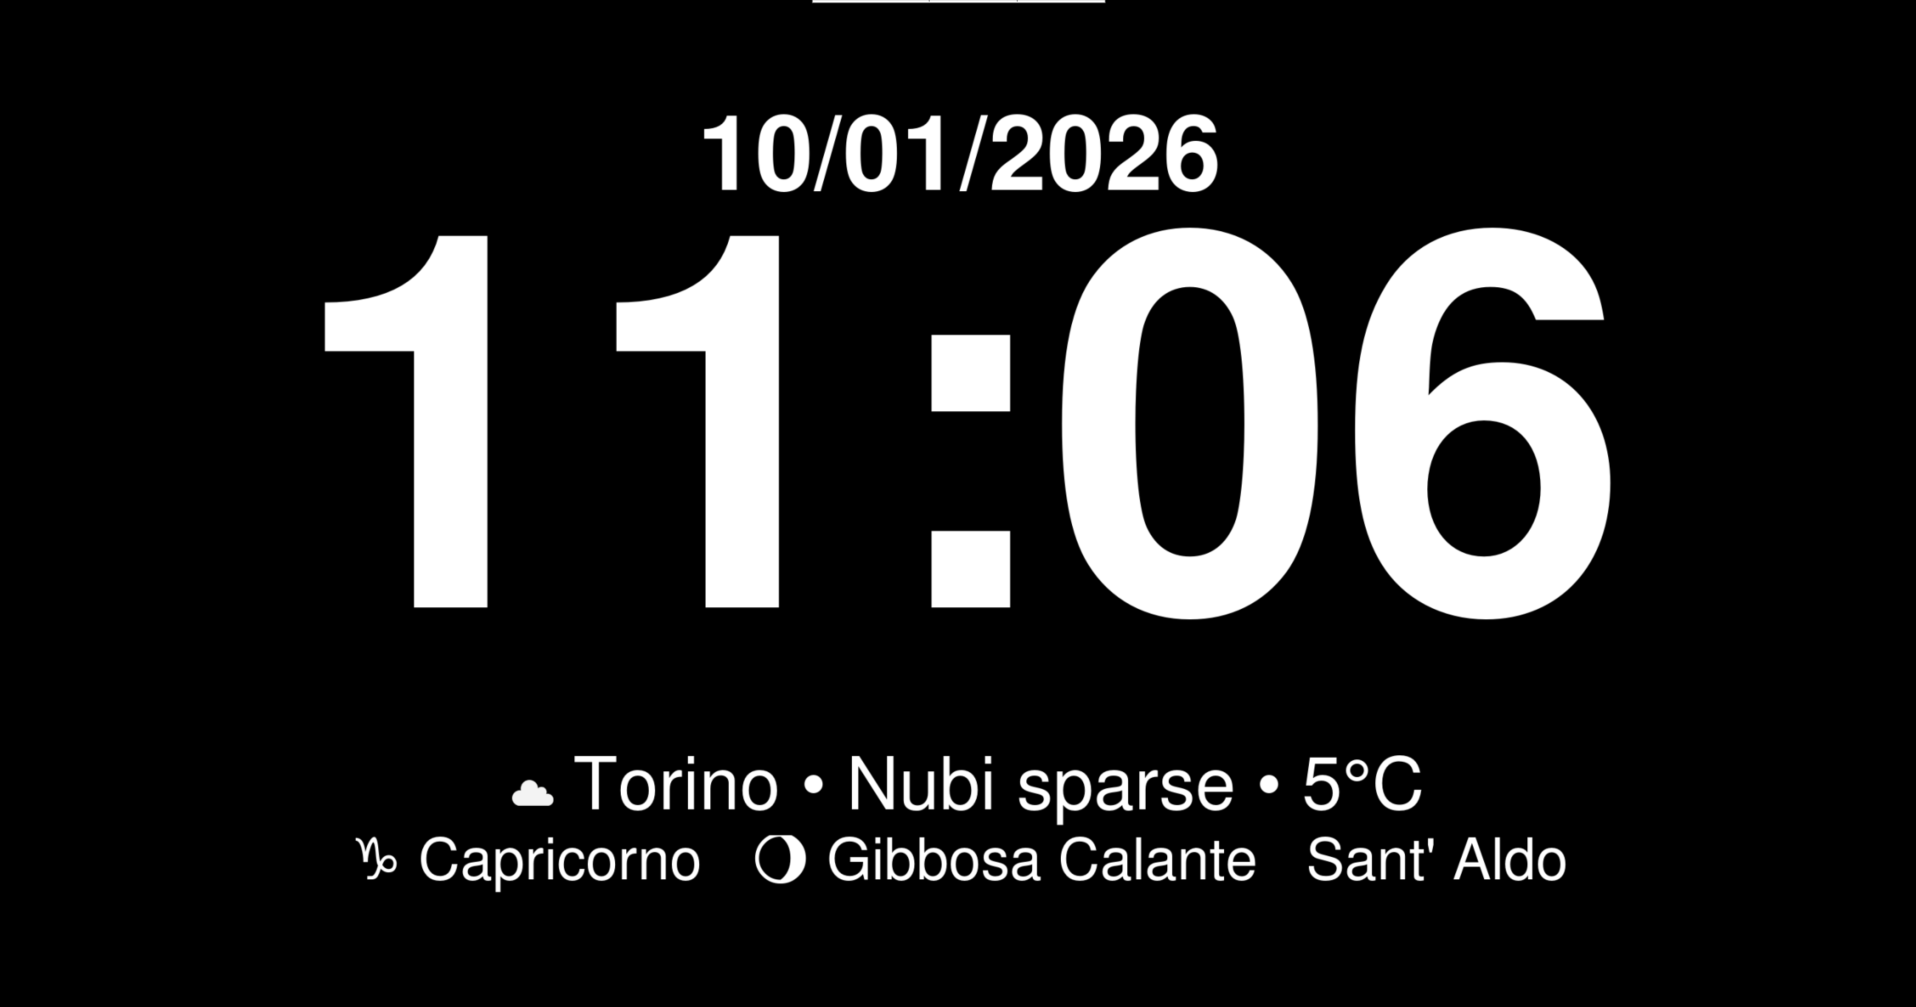 10/01/2026
11:06
☁ Torino • Nubi sparse • 5°C
♑ Capricorno 🌖 Gibbosa Calante Sant' Aldo